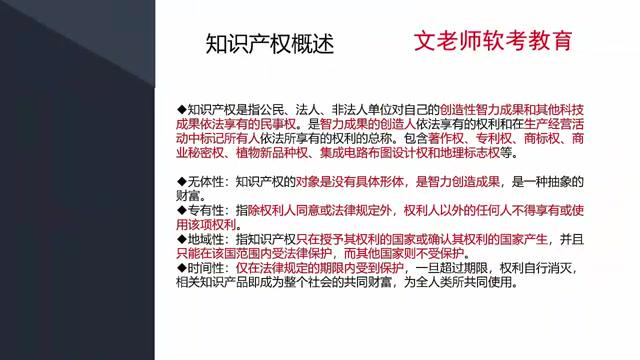 知识产权概述
文老师软考教育
◆知识产权是指公民、法人、非法人单位对自己的创造性智力成果和其他科技
成果依法享有的民事权。是智力成果的创造人依法享有的权利和在生产经营活
动中标记所有人依法所享有的权利的总称。包含著作权、专利权、商标权、商
业秘密权、植物新品种权、集成电路布图设计权和地理标志权等。
◆无体性：知识产权的对象是没有具体形体，是智力创造成果，是一种抽象的
财富。
◆专有性：指除权利人同意或法律规定外，权利人以外的任何人不得享有或使
用该项权利。
◆地域性：指知识产权只在授予其权利的国家或确认其权利的国家产生，并且
只能在该国范围内受法律保护，而其他国家则不受保护。
◆时间性：仅在法律规定的期限内受到保护，一旦超过期限，权利自行消灭，
相关知识产品即成为整个社会的共同财富，为全人类所共同使用。